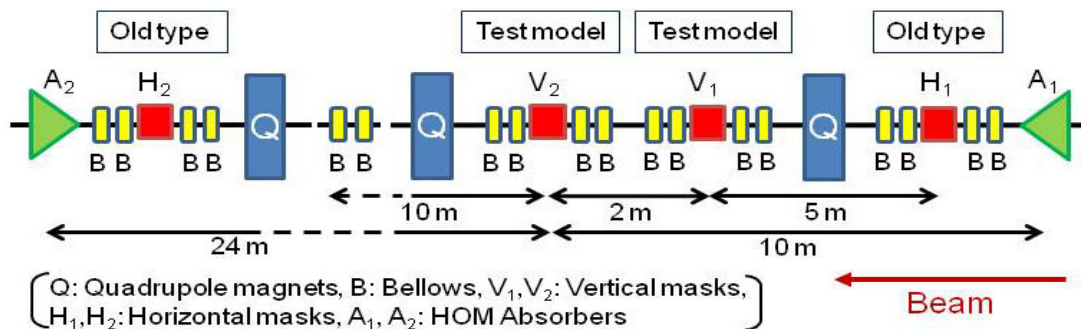 Old type Test model Test model Old type
A₂ H₂ V₂ V₁ H₁ A₁
Q Q Q
B B B B B B B B B B B B B B B B B B
10 m 2 m 5 m
24 m 10 m
Q: Quadrupole magnets, B: Bellows, V₁,V₂: Vertical masks,
H₁,H₂: Horizontal masks, A₁, A₂: HOM Absorbers
Beam